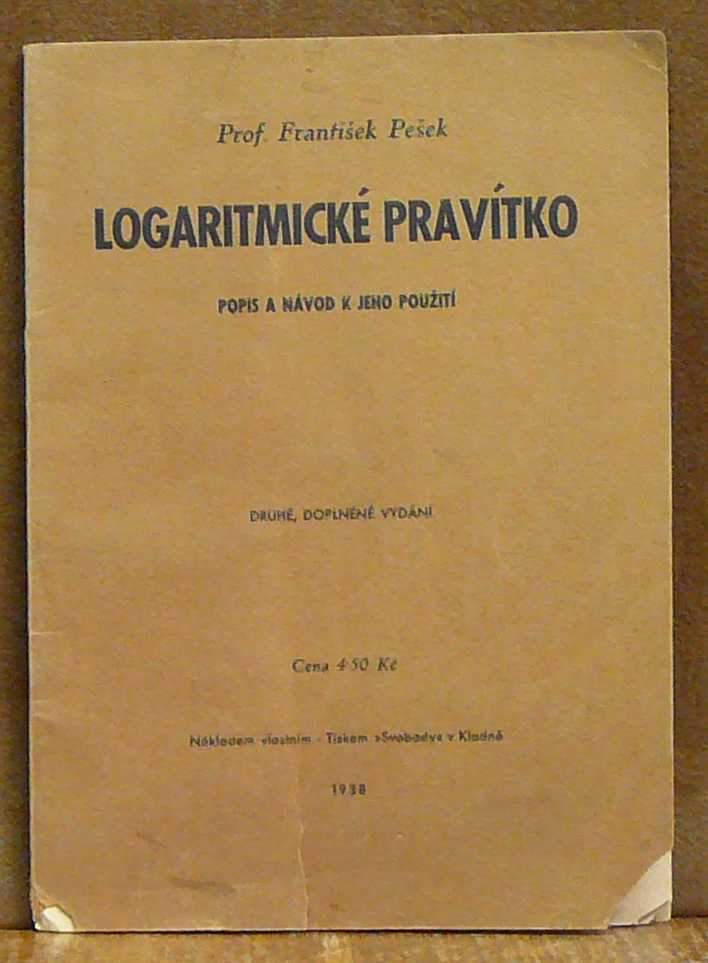 Prof. František Pešek
LOGARITMICKÉ PRAVÍTKO
POPIS A NÁVOD K JEHO POUŽITÍ
DRUHÉ, DOPLNĚNÉ VYDÁNÍ
Cena 4·50 Kč
Nákladem vlastním - Tiskem »Svobody« v Kladně
1938